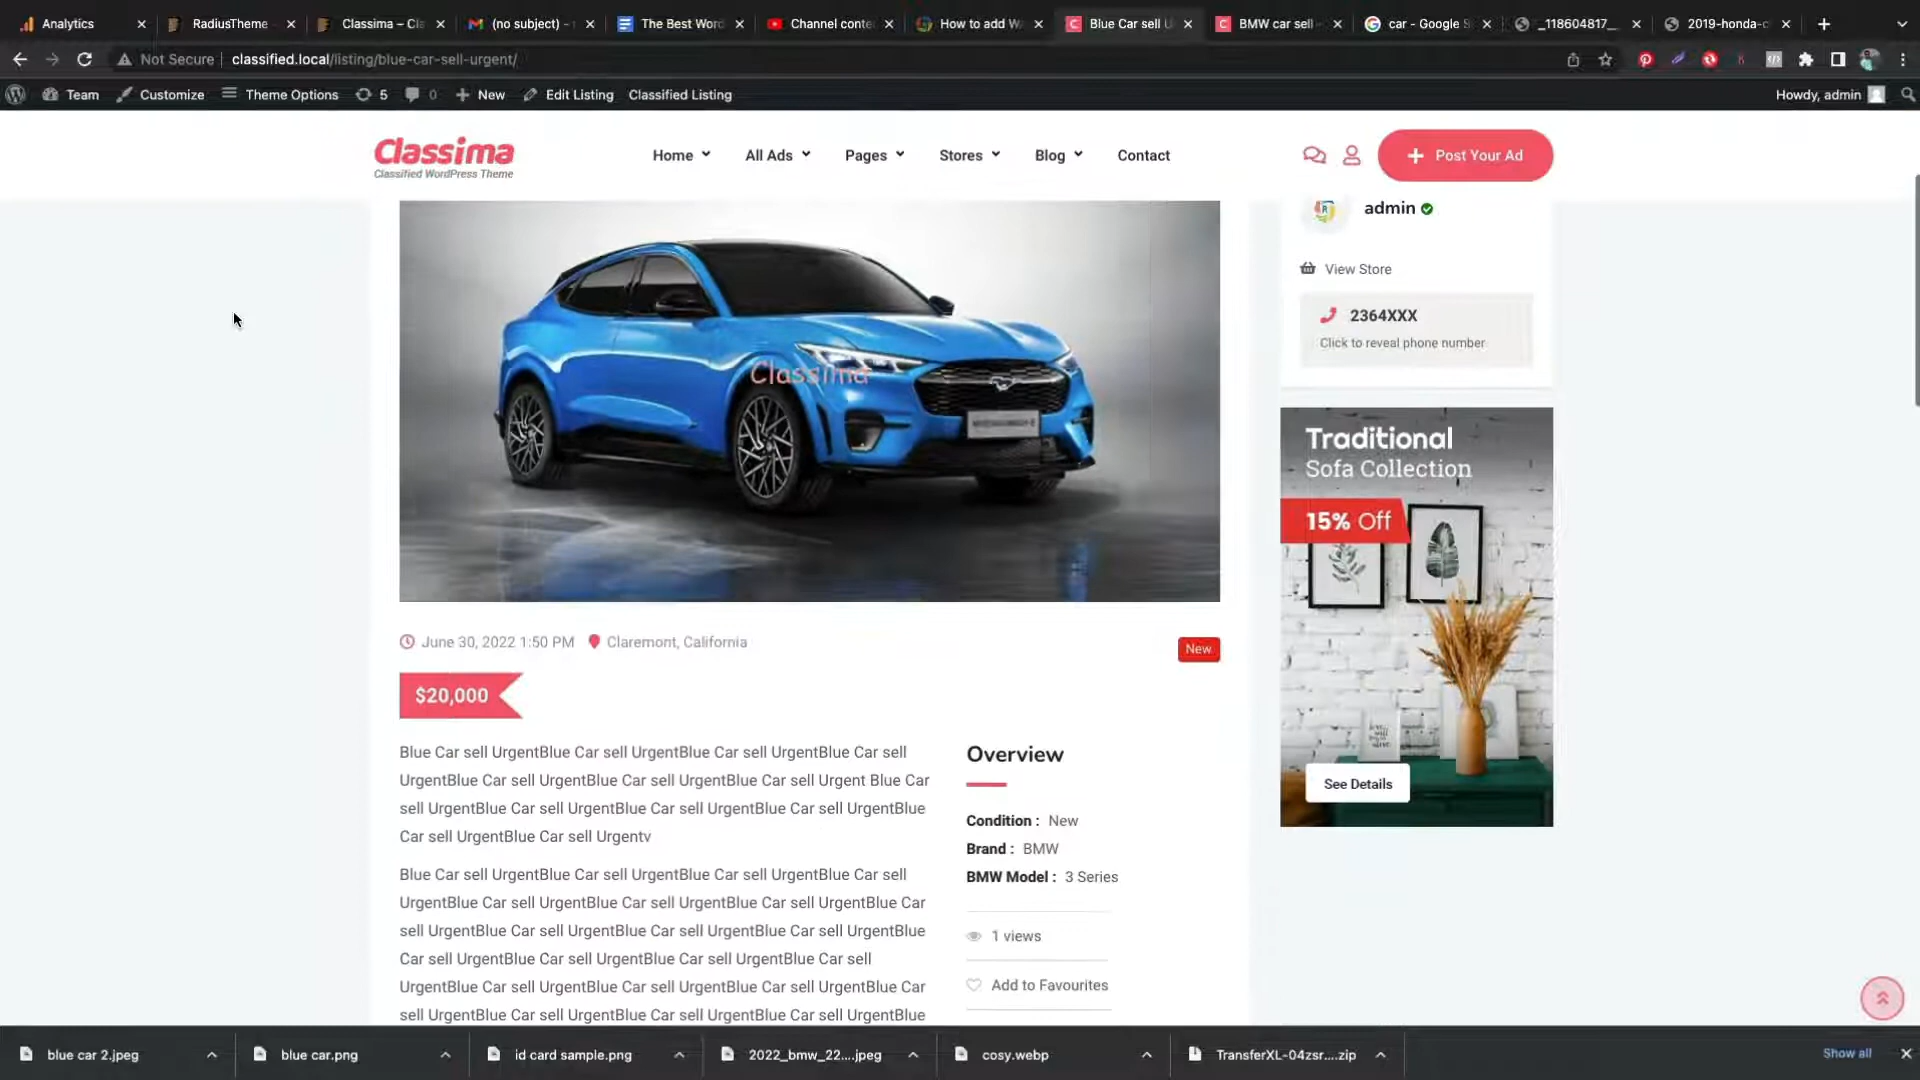 Analytics
RadiusTheme
Classima – Cla
(no subject) -
The Best Word
Channel conte
How to add W
Blue Car sell U
BMW car sell -
car - Google S
_118604817_
2019-honda-c
Not Secure
classified.local/listing/blue-car-sell-urgent/
Team
Customize
Theme Options
5
0
New
Edit Listing
Classified Listing
Howdy, admin
Classima
Classified WordPress Theme
Home
All Ads
Pages
Stores
Blog
Contact
Post Your Ad
admin
View Store
2364XXX
Click to reveal phone number
Classima
Traditional
Sofa Collection
15% Off
See Details
June 30, 2022 1:50 PM
Claremont, California
New
$20,000
Blue Car sell UrgentBlue Car sell UrgentBlue Car sell UrgentBlue Car sell
UrgentBlue Car sell UrgentBlue Car sell UrgentBlue Car sell Urgent Blue Car
sell UrgentBlue Car sell UrgentBlue Car sell UrgentBlue Car sell UrgentBlue
Car sell UrgentBlue Car sell Urgentv
Blue Car sell UrgentBlue Car sell UrgentBlue Car sell UrgentBlue Car sell
UrgentBlue Car sell UrgentBlue Car sell UrgentBlue Car sell UrgentBlue Car
sell UrgentBlue Car sell UrgentBlue Car sell UrgentBlue Car sell UrgentBlue
Car sell UrgentBlue Car sell UrgentBlue Car sell UrgentBlue Car sell
UrgentBlue Car sell UrgentBlue Car sell UrgentBlue Car sell UrgentBlue Car
sell UrgentBlue Car sell UrgentBlue Car sell UrgentBlue Car sell UrgentBlue
Overview
Condition : New
Brand : BMW
BMW Model : 3 Series
1 views
Add to Favourites
blue car 2.jpeg
blue car.png
id card sample.png
2022_bmw_22....jpeg
cosy.webp
TransferXL-04zsr....zip
Show all